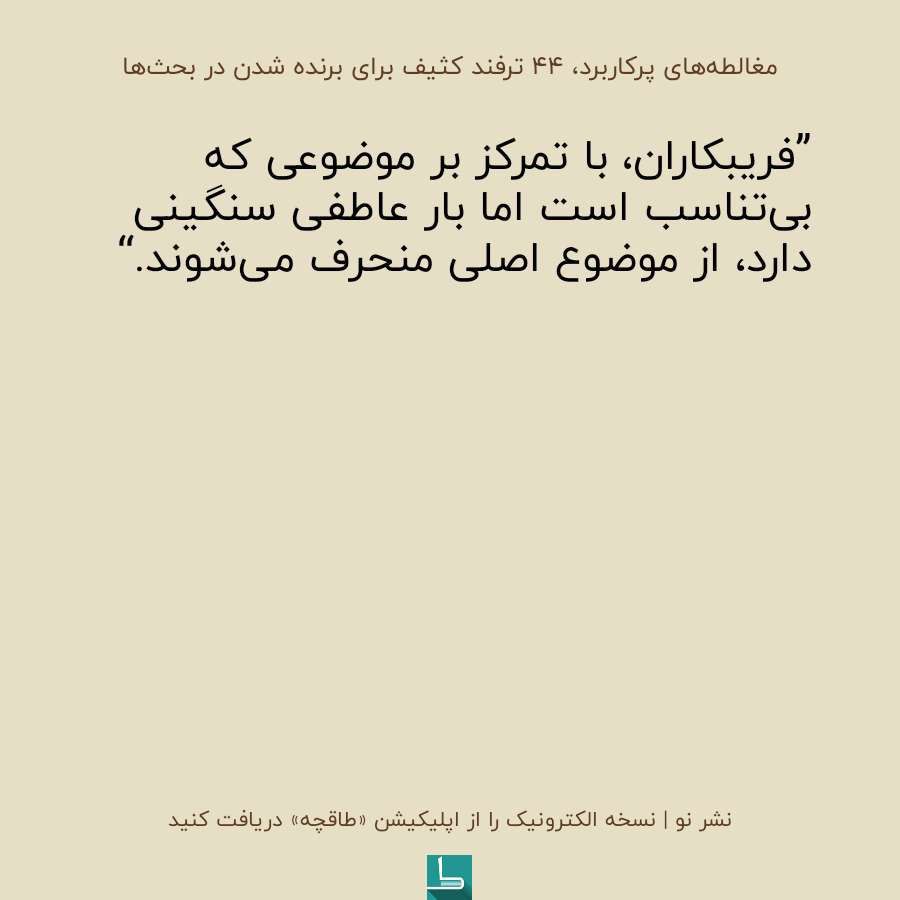 مغالطه‌های پرکاربرد، ۴۴ ترفند کثیف برای برنده شدن در بحث‌ها
”فریبکاران، با تمرکز بر موضوعی که
بی‌تناسب است اما بار عاطفی سنگینی
دارد، از موضوع اصلی منحرف می‌شوند.“
نشر نو | نسخه الکترونیک را از اپلیکیشن «طاقچه» دریافت کنید